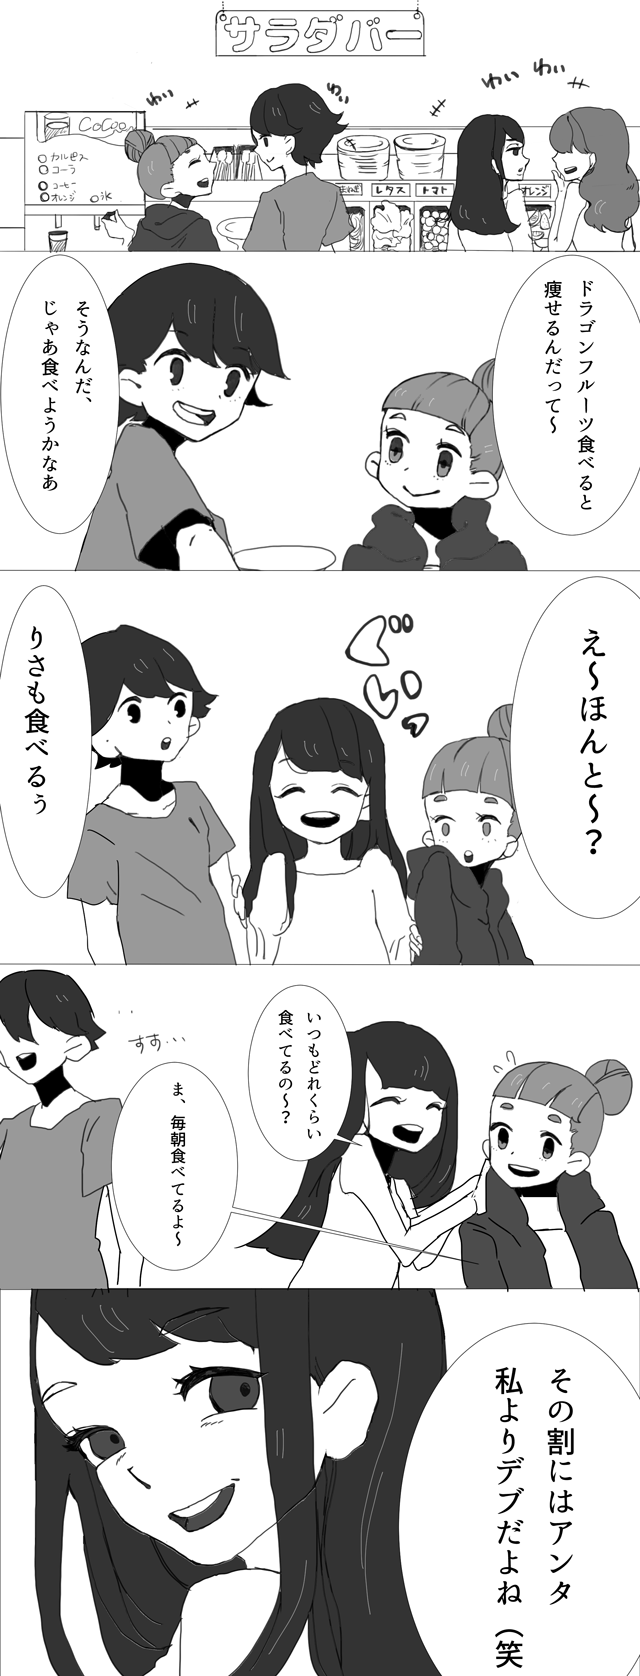 サラダバー
わい
わい
わい
わい
CoCoo
カルピス
コーラ
コーヒー
オレンジ
氷
レタス
トマト
オレンジ
ドラゴンフルーツ食べると
痩せるんだって～
そうなんだ、
じゃあ食べようかなあ
え～ほんと～？
ぐいっ
りさも食べるぅ
いつもどれくらい
食べてるの～？
すす…
ま、毎朝食べてるよ～
その割にはアンタ
私よりデブだよね（笑